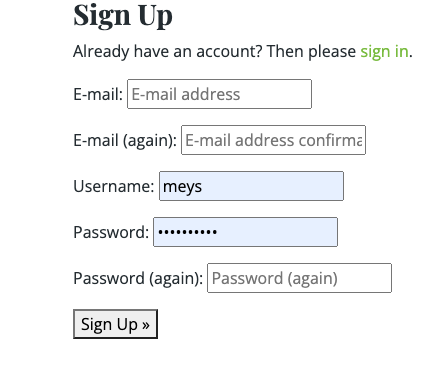 Sign Up
Already have an account? Then please sign in.
E-mail: E-mail address
E-mail (again): E-mail address confirma
Username: meys
Password: ••••••••••
Password (again): Password (again)
Sign Up »